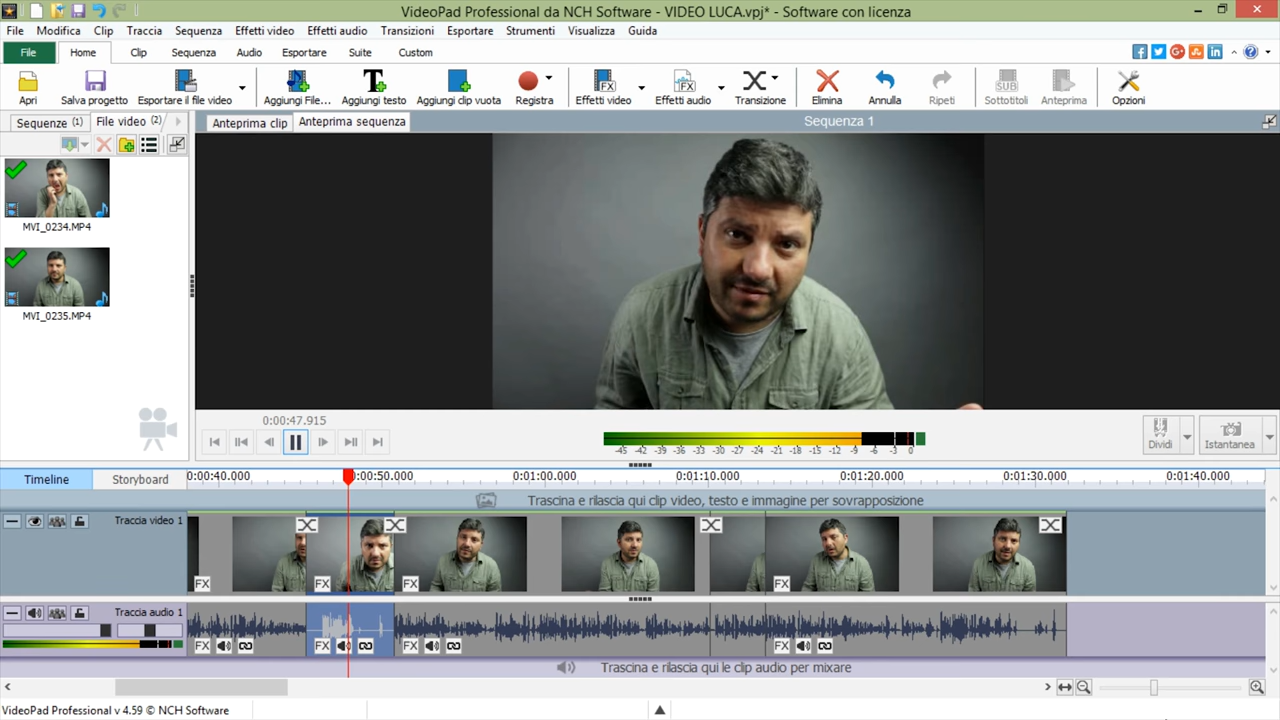 VideoPad Professional da NCH Software - VIDEO LUCA.vpj* - Software con licenza
File Modifica Clip Traccia Sequenza Effetti video Effetti audio Transizioni Esportare Strumenti Visualizza Guida
File Home Clip Sequenza Audio Esportare Suite Custom
Apri Salva progetto Esportare il file video Aggiungi File... Aggiungi testo Aggiungi clip vuota Registra Effetti video Effetti audio Transizione Elimina Annulla Ripeti Sottotitoli Anteprima Opzioni
Sequenze (1) File video (2) Anteprima clip Anteprima sequenza Sequenza 1
MVI_0234.MP4
MVI_0235.MP4
0:00:47.915
-45 -42 -39 -36 -33 -30 -27 -24 -21 -18 -15 -12 -9 -6 -3 0
Dividi Istantanea
Timeline Storyboard 0:00:40.000 0:00:50.000 0:01:00.000 0:01:10.000 0:01:20.000 0:01:30.000 0:01:40.000
Trascina e rilascia qui clip video, testo e immagine per sovrapposizione
Traccia video 1
FX FX FX FX
Traccia audio 1
FX FX FX FX
Trascina e rilascia qui le clip audio per mixare
VideoPad Professional v 4.59 © NCH Software